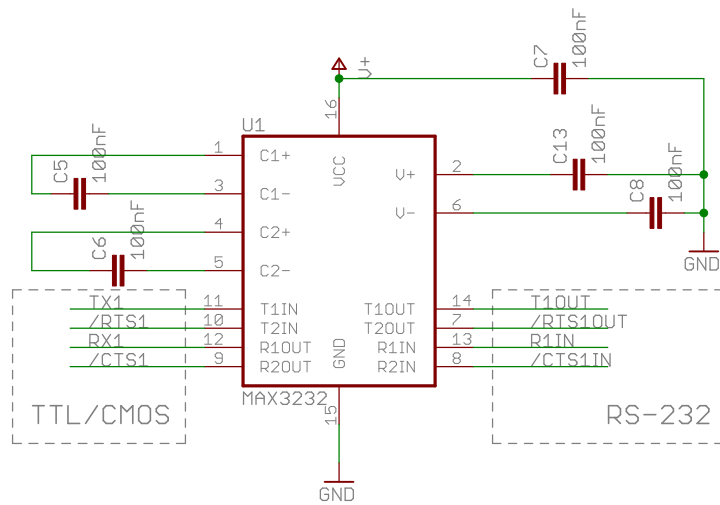 C7
100nF
V+
16
U1
1
C1+
VCC
C5
100nF
3
C1-
V+
2
C13
100nF
4
C2+
V-
6
C8
100nF
C6
100nF
5
C2-
GND
TX1
11
T1IN
T1OUT
14
T1OUT
/RTS1
10
T2IN
T2OUT
7
/RTS1OUT
RX1
12
R1OUT
GND
R1IN
13
R1IN
/CTS1
9
R2OUT
R2IN
8
/CTS1IN
MAX3232
15
TTL/CMOS
RS-232
GND